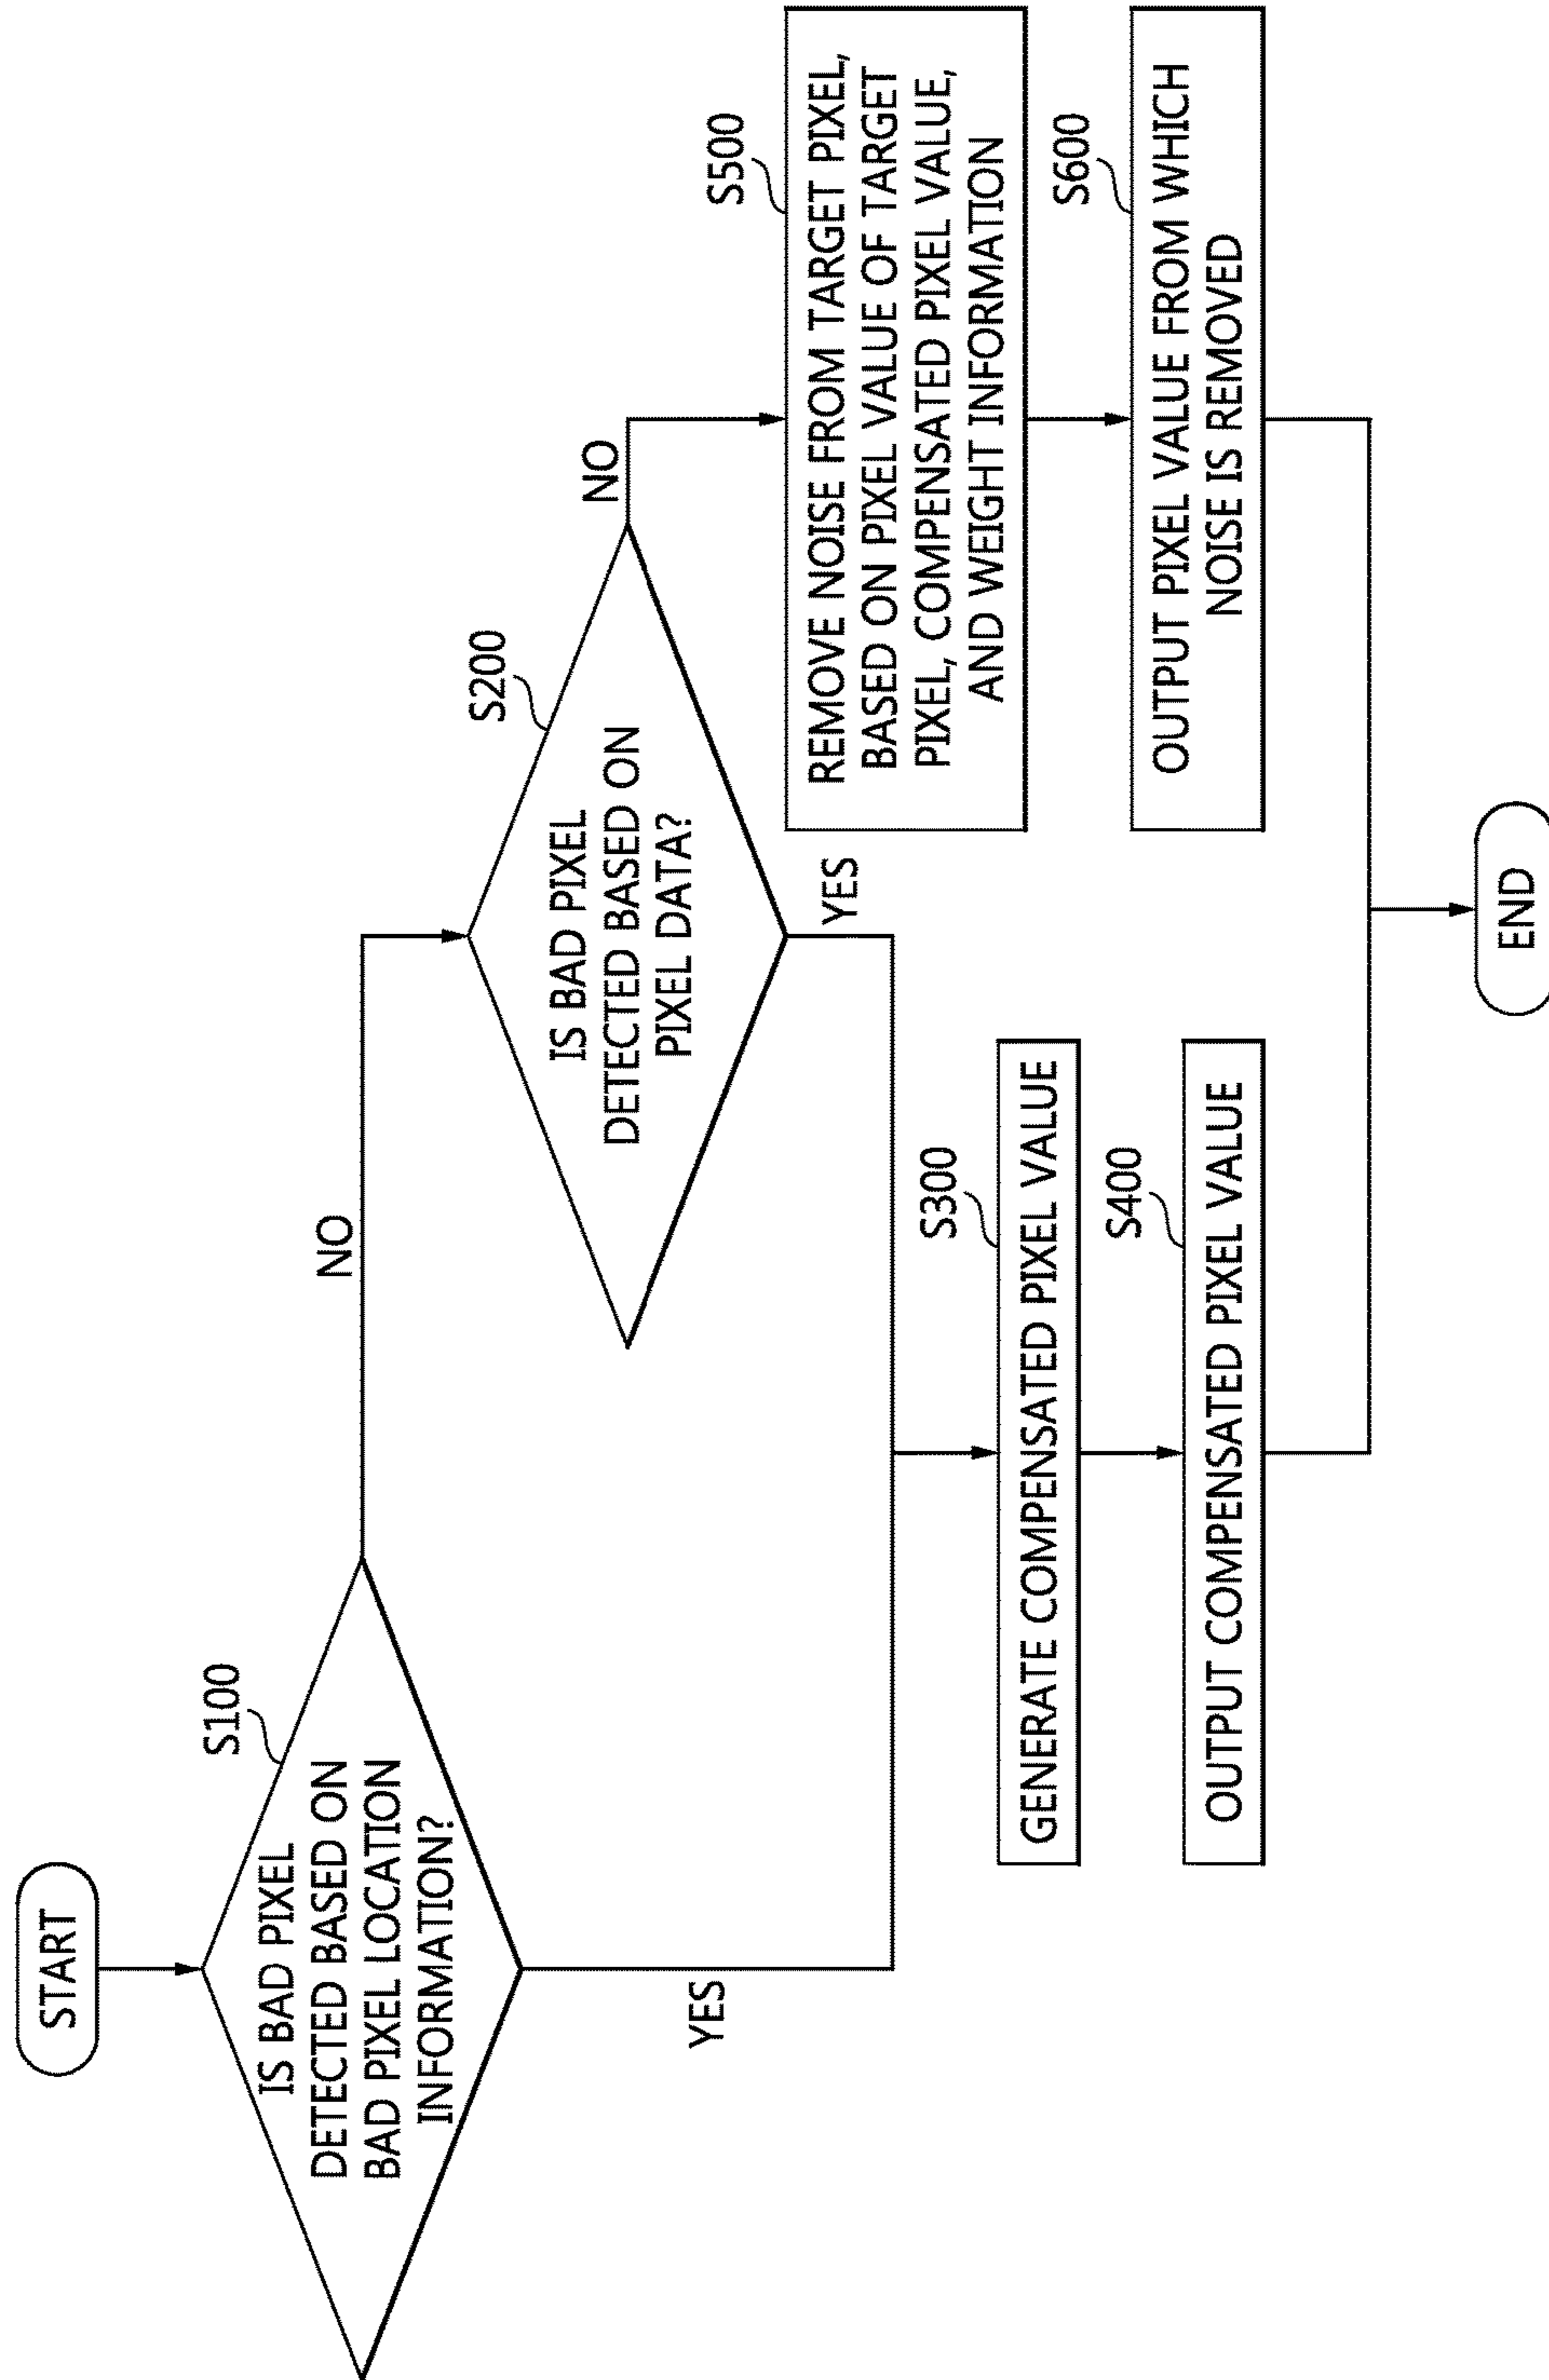 START
S100
IS BAD PIXEL
DETECTED BASED ON
BAD PIXEL LOCATION
INFORMATION?
NO
YES
S200
IS BAD PIXEL
DETECTED BASED ON
PIXEL DATA?
NO
YES
S300
GENERATE COMPENSATED PIXEL VALUE
S400
OUTPUT COMPENSATED PIXEL VALUE
S500
REMOVE NOISE FROM TARGET PIXEL,
BASED ON PIXEL VALUE OF TARGET
PIXEL, COMPENSATED PIXEL VALUE,
AND WEIGHT INFORMATION
S600
OUTPUT PIXEL VALUE FROM WHICH
NOISE IS REMOVED
END